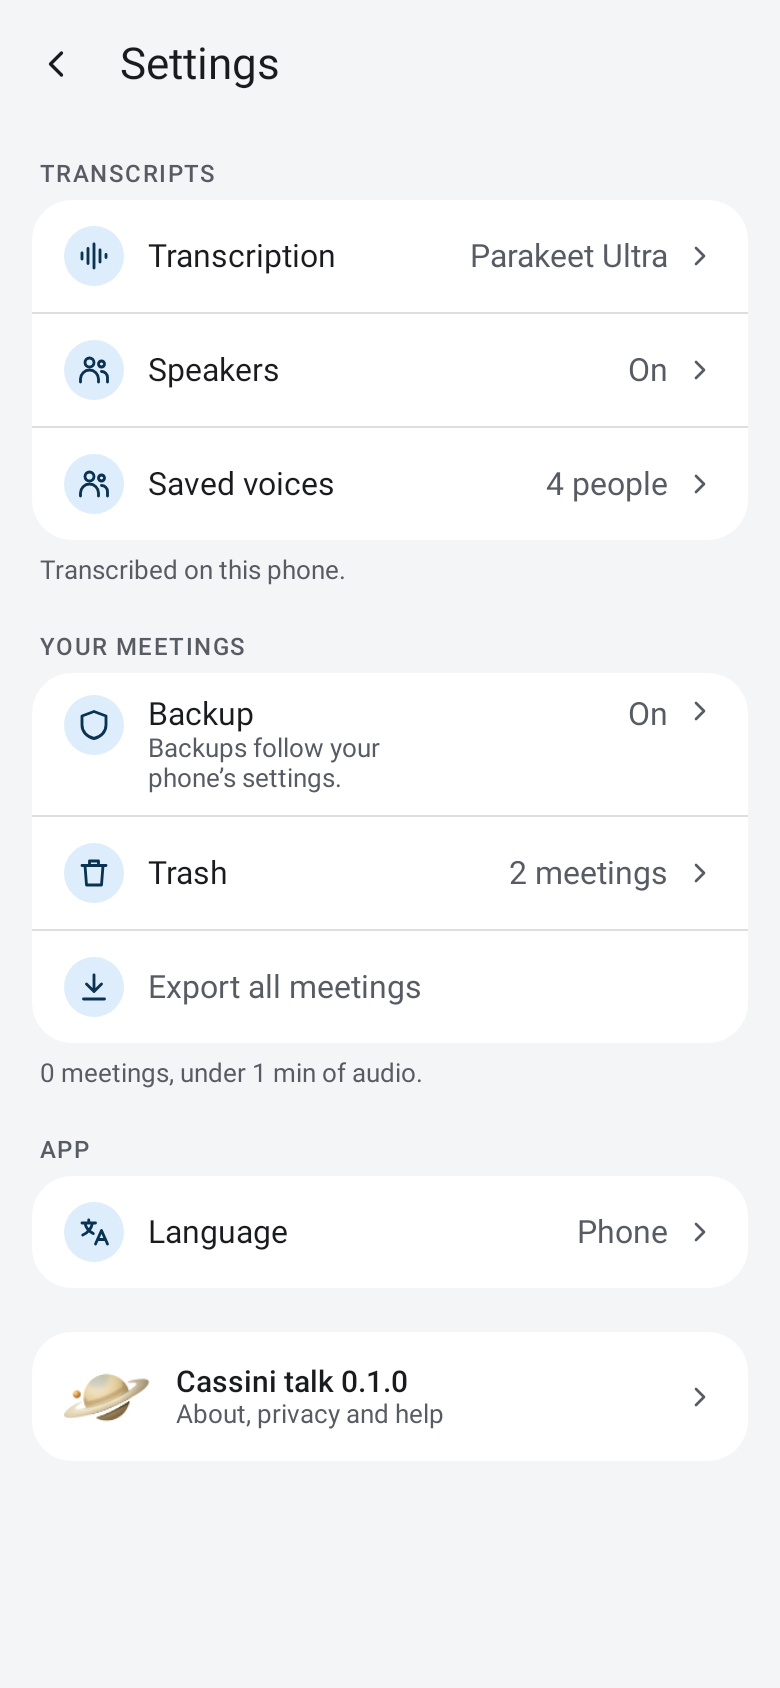 Settings
TRANSCRIPTS
Transcription Parakeet Ultra
Speakers On
Saved voices 4 people
Transcribed on this phone.
YOUR MEETINGS
Backup On
Backups follow your
phone’s settings.
Trash 2 meetings
Export all meetings
0 meetings, under 1 min of audio.
APP
Language Phone
Cassini talk 0.1.0
About, privacy and help